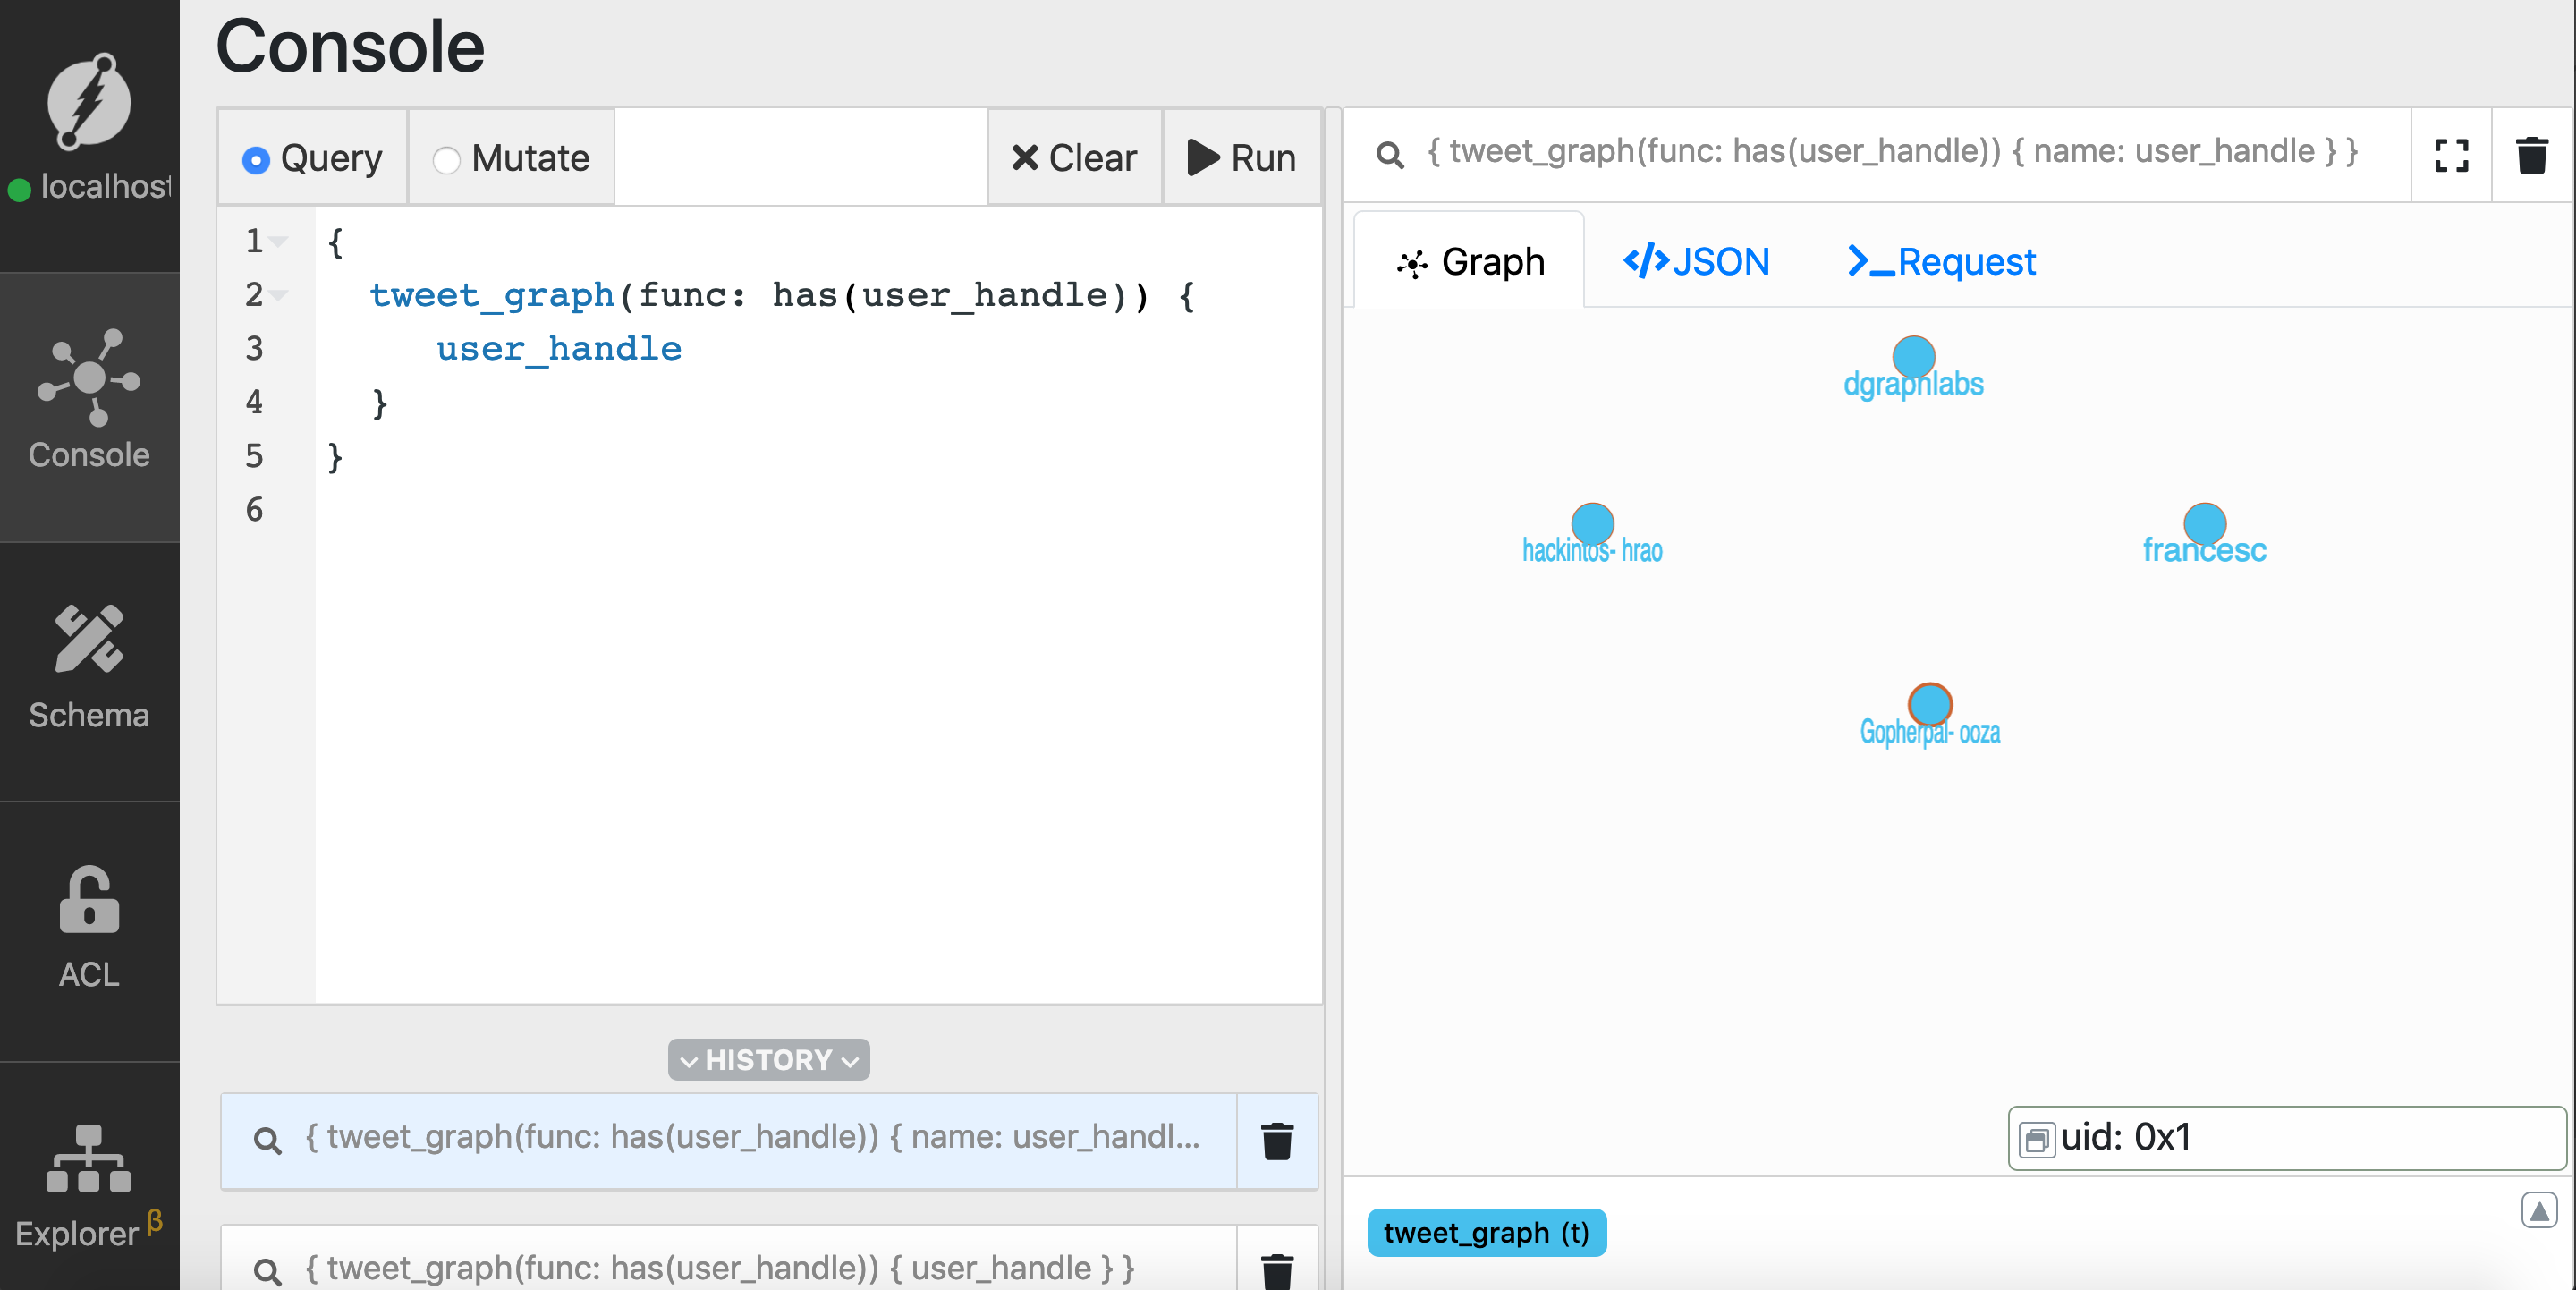 Console
localhost
Console
Schema
ACL
Explorer β
Query
Mutate
Clear
Run
1 {
2 tweet_graph(func: has(user_handle)) {
3 user_handle
4 }
5 }
6
HISTORY
{ tweet_graph(func: has(user_handle)) { name: user_handl...
{ tweet_graph(func: has(user_handle)) { user_handle } }
{ tweet_graph(func: has(user_handle)) { name: user_handle } }
Graph
</>JSON
>_Request
dgraphlabs
hackintos- hrao
francesc
Gopherpal- ooza
uid: 0x1
tweet_graph (t)